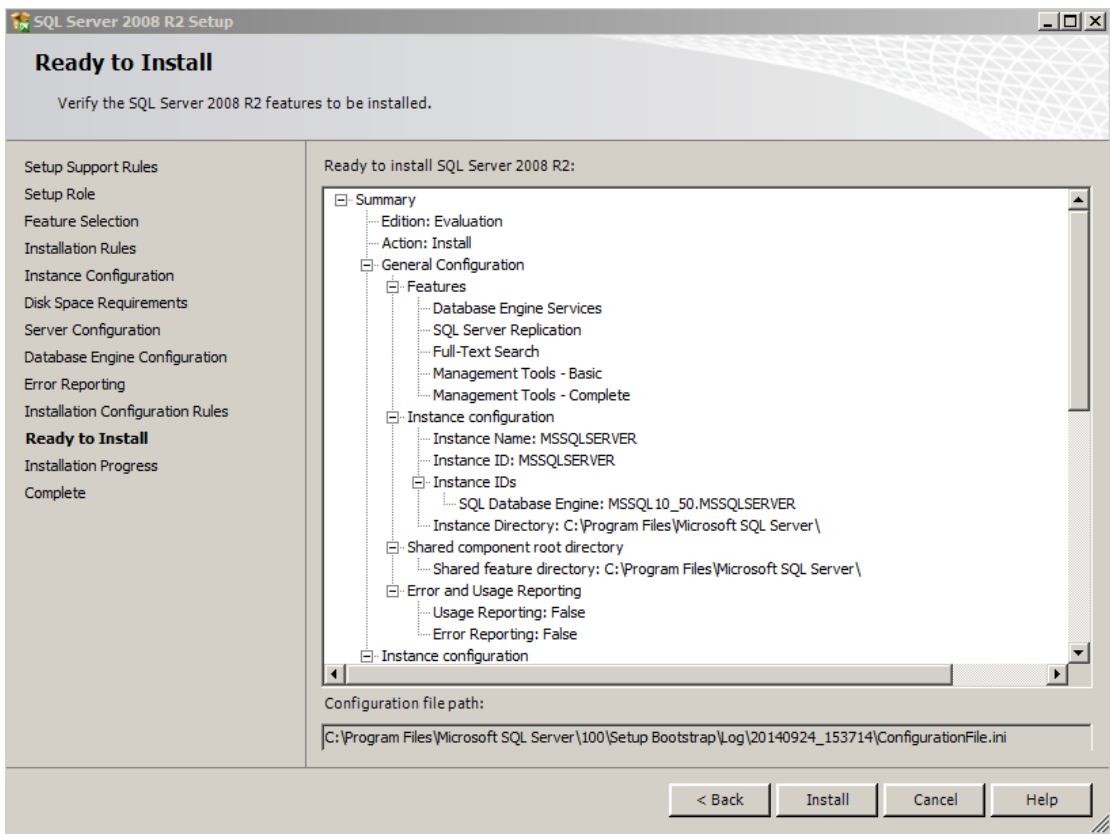 SQL Server 2008 R2 Setup
Ready to Install
Verify the SQL Server 2008 R2 features to be installed.
Setup Support Rules
Setup Role
Feature Selection
Installation Rules
Instance Configuration
Disk Space Requirements
Server Configuration
Database Engine Configuration
Error Reporting
Installation Configuration Rules
Ready to Install
Installation Progress
Complete
Ready to install SQL Server 2008 R2:
Summary
Edition: Evaluation
Action: Install
General Configuration
Features
Database Engine Services
SQL Server Replication
Full-Text Search
Management Tools - Basic
Management Tools - Complete
Instance configuration
Instance Name: MSSQLSERVER
Instance ID: MSSQLSERVER
Instance IDs
SQL Database Engine: MSSQL10_50.MSSQLSERVER
Instance Directory: C:\Program Files\Microsoft SQL Server\
Shared component root directory
Shared feature directory: C:\Program Files\Microsoft SQL Server\
Error and Usage Reporting
Usage Reporting: False
Error Reporting: False
Instance configuration
Configuration file path:
C:\Program Files\Microsoft SQL Server\100\Setup Bootstrap\Log\20140924_153714\ConfigurationFile.ini
< Back
Install
Cancel
Help